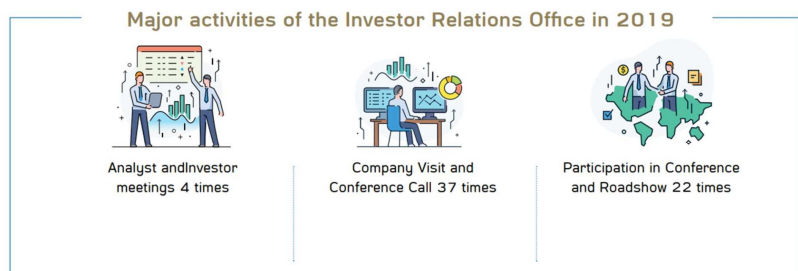 Major activities of the Investor Relations Office in 2019
Analyst andInvestor
meetings 4 times
Company Visit and
Conference Call 37 times
Participation in Conference
and Roadshow 22 times